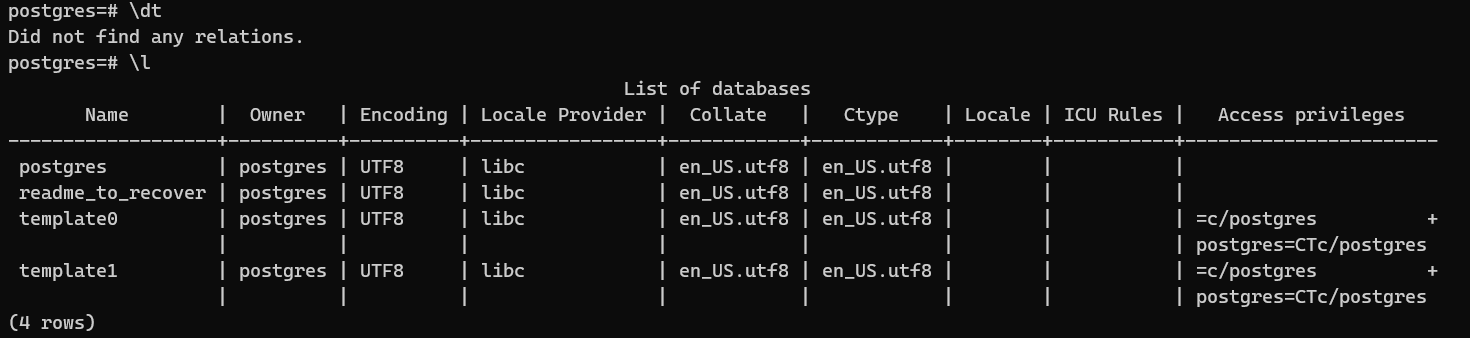 postgres=# \dt
Did not find any relations.
postgres=# \l
                                                        List of databases
       Name        |  Owner   | Encoding | Locale Provider |  Collate   |   Ctype    | Locale | ICU Rules |   Access privileges
-------------------+----------+----------+-----------------+------------+------------+--------+-----------+-----------------------
 postgres          | postgres | UTF8     | libc            | en_US.utf8 | en_US.utf8 |        |           |
 readme_to_recover | postgres | UTF8     | libc            | en_US.utf8 | en_US.utf8 |        |           |
 template0         | postgres | UTF8     | libc            | en_US.utf8 | en_US.utf8 |        |           | =c/postgres          +
                   |          |          |                 |            |            |        |           | postgres=CTc/postgres
 template1         | postgres | UTF8     | libc            | en_US.utf8 | en_US.utf8 |        |           | =c/postgres          +
                   |          |          |                 |            |            |        |           | postgres=CTc/postgres
(4 rows)